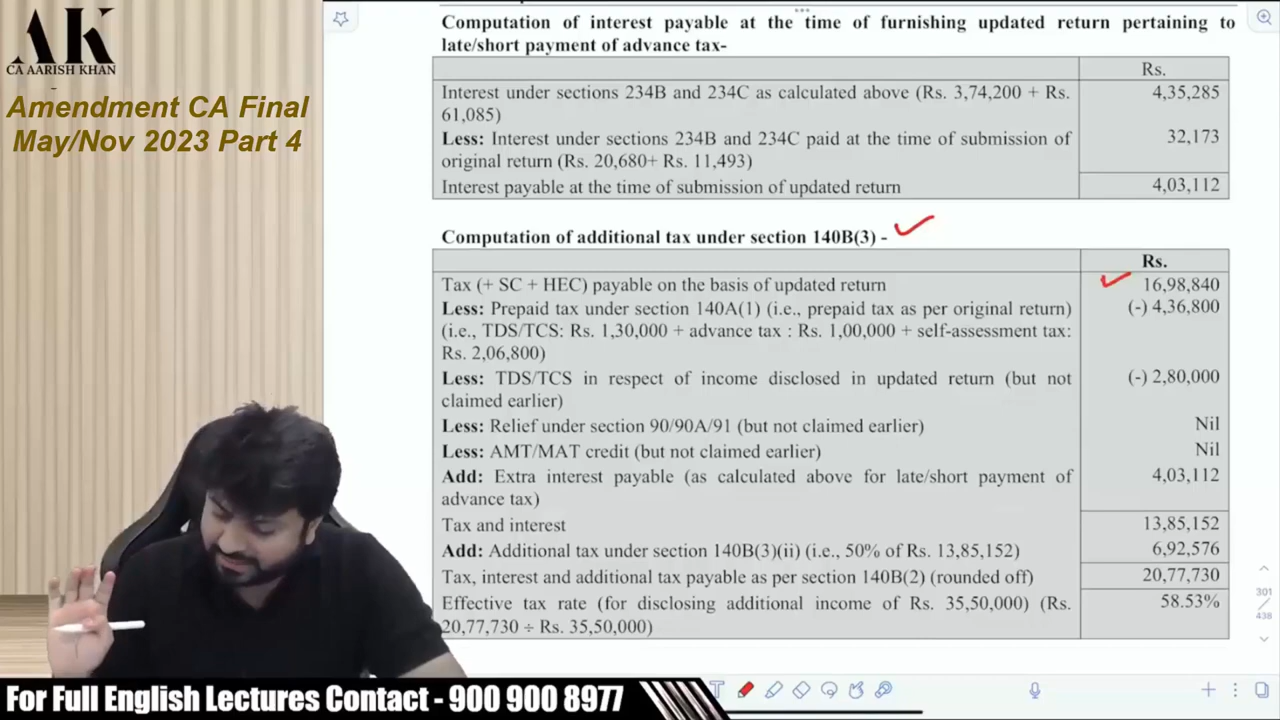 AK
CA AARISH KHAN
Amendment CA Final
May/Nov 2023 Part 4
Computation of interest payable at the time of furnishing updated return pertaining to
late/short payment of advance tax-
Rs.
Interest under sections 234B and 234C as calculated above (Rs. 3,74,200 + Rs. 4,35,285
61,085)
Less: Interest under sections 234B and 234C paid at the time of submission of 32,173
original return (Rs. 20,680+ Rs. 11,493)
Interest payable at the time of submission of updated return 4,03,112
Computation of additional tax under section 140B(3) -
Rs.
Tax (+ SC + HEC) payable on the basis of updated return 16,98,840
Less: Prepaid tax under section 140A(1) (i.e., prepaid tax as per original return) (-) 4,36,800
(i.e., TDS/TCS: Rs. 1,30,000 + advance tax : Rs. 1,00,000 + self-assessment tax:
Rs. 2,06,800)
Less: TDS/TCS in respect of income disclosed in updated return (but not (-) 2,80,000
claimed earlier)
Less: Relief under section 90/90A/91 (but not claimed earlier) Nil
Less: AMT/MAT credit (but not claimed earlier) Nil
Add: Extra interest payable (as calculated above for late/short payment of 4,03,112
advance tax)
Tax and interest 13,85,152
Add: Additional tax under section 140B(3)(ii) (i.e., 50% of Rs. 13,85,152) 6,92,576
Tax, interest and additional tax payable as per section 140B(2) (rounded off) 20,77,730
Effective tax rate (for disclosing additional income of Rs. 35,50,000) (Rs. 58.53%
20,77,730 ÷ Rs. 35,50,000)
301
438
For Full English Lectures Contact - 900 900 8977